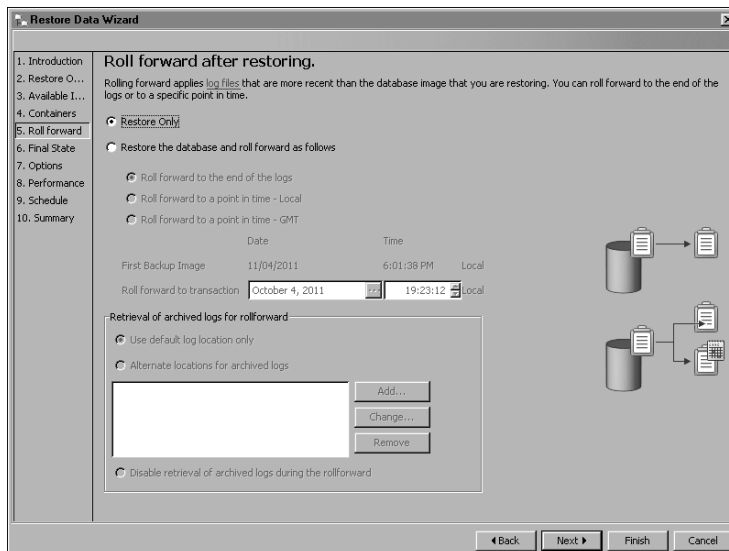 Restore Data Wizard
1. Introduction
2. Restore O...
3. Available I...
4. Containers
5. Roll forward
6. Final State
7. Options
8. Performance
9. Schedule
10. Summary
Roll forward after restoring.
Rolling forward applies log files that are more recent than the database image that you are restoring. You can roll forward to the end of the
logs or to a specific point in time.
Restore Only
Restore the database and roll forward as follows
Roll forward to the end of the logs
Roll forward to a point in time - Local
Roll forward to a point in time - GMT
Date Time
First Backup Image 11/04/2011 6:01:38 PM Local
Roll forward to transaction October 4, 2011 ... 19:23:12 Local
Retrieval of archived logs for rollforward
Use default log location only
Alternate locations for archived logs
Add...
Change...
Remove
Disable retrieval of archived logs during the rollforward
Back Next Finish Cancel